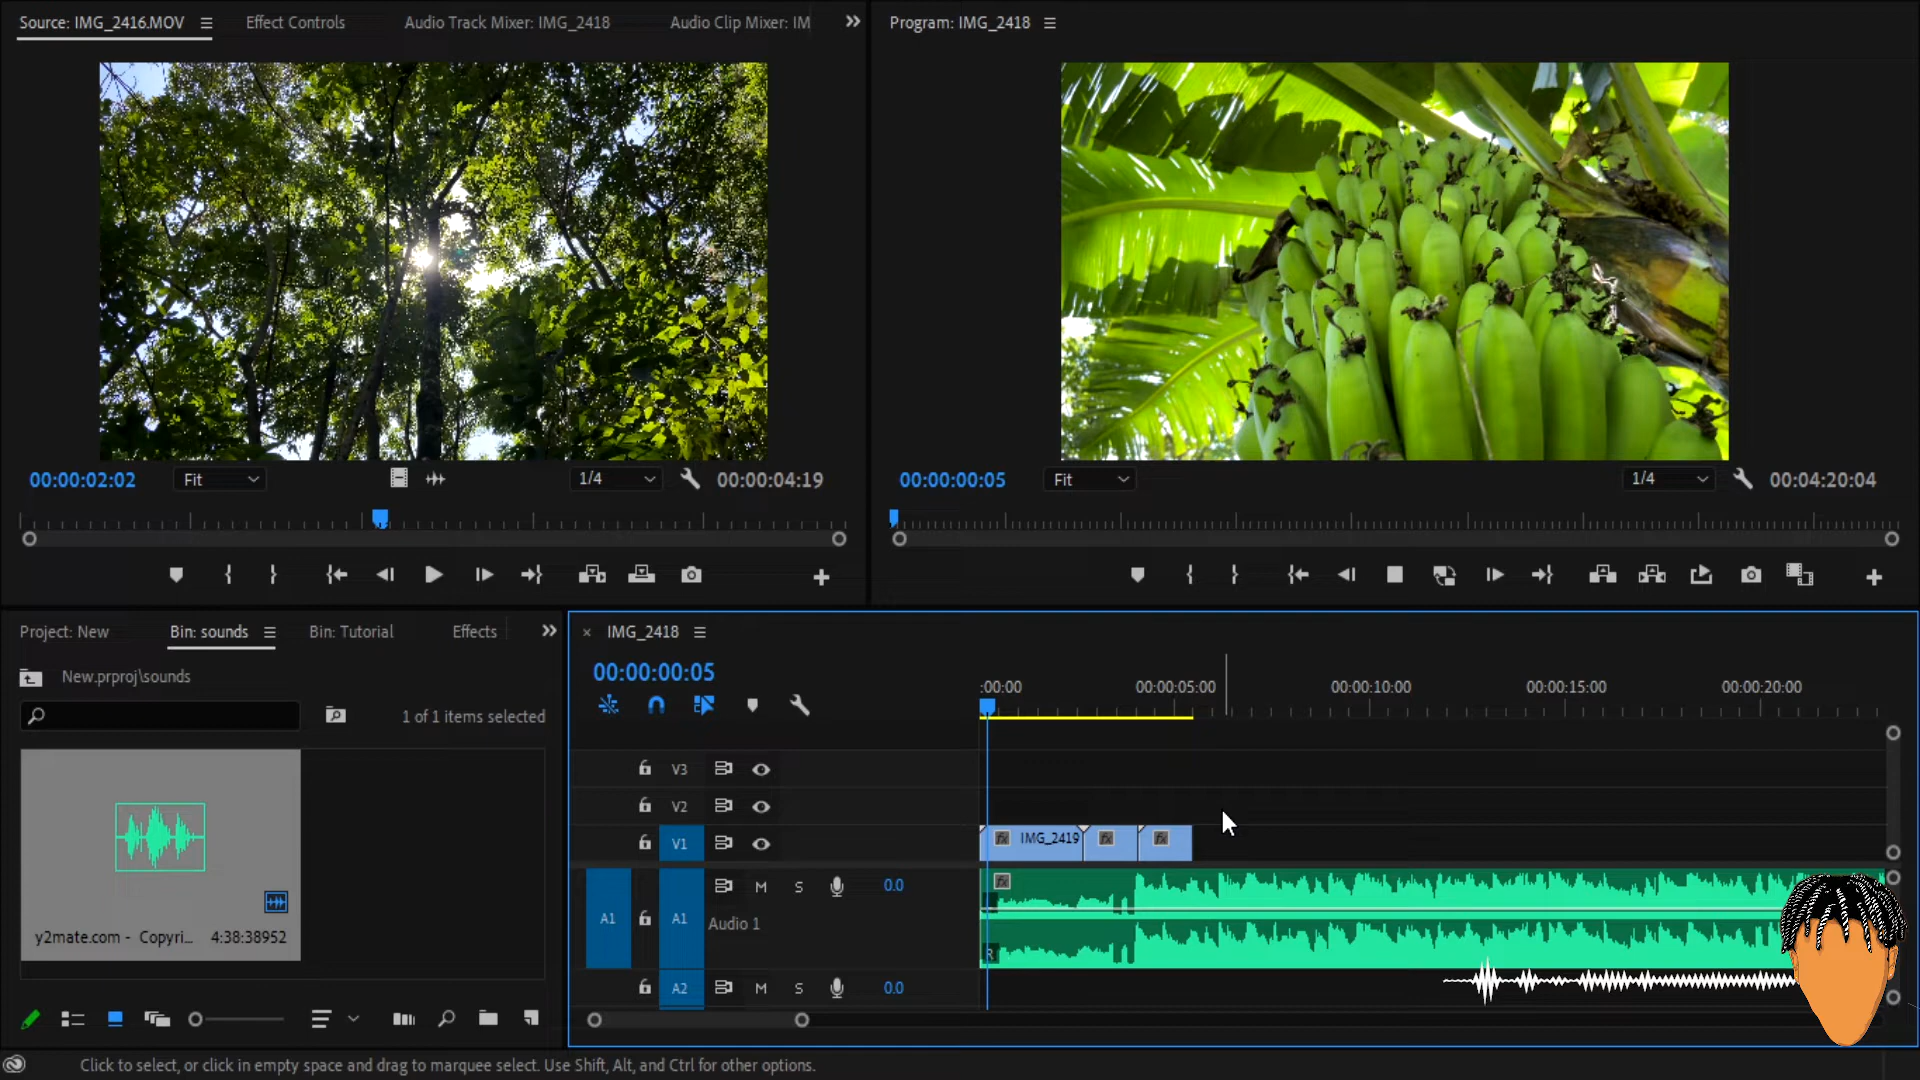 Source: IMG_2416.MOV
Effect Controls
Audio Track Mixer: IMG_2418
Audio Clip Mixer: IM
Program: IMG_2418
00:00:02:02
Fit
1/4
00:00:04:19
00:00:00:05
Fit
1/4
00:04:20:04
Project: New
Bin: sounds
Bin: Tutorial
Effects
New.prproj\sounds
1 of 1 items selected
y2mate.com - Copyri... 4:38:38952
× IMG_2418
00:00:00:05
:00:00
00:00:05:00
00:00:10:00
00:00:15:00
00:00:20:00
V3
V2
V1
fx IMG_2419
fx
fx
A1
A1
M
S
0.0
Audio 1
fx
R
A2
M
S
0.0
Click to select, or click in empty space and drag to marquee select. Use Shift, Alt, and Ctrl for other options.